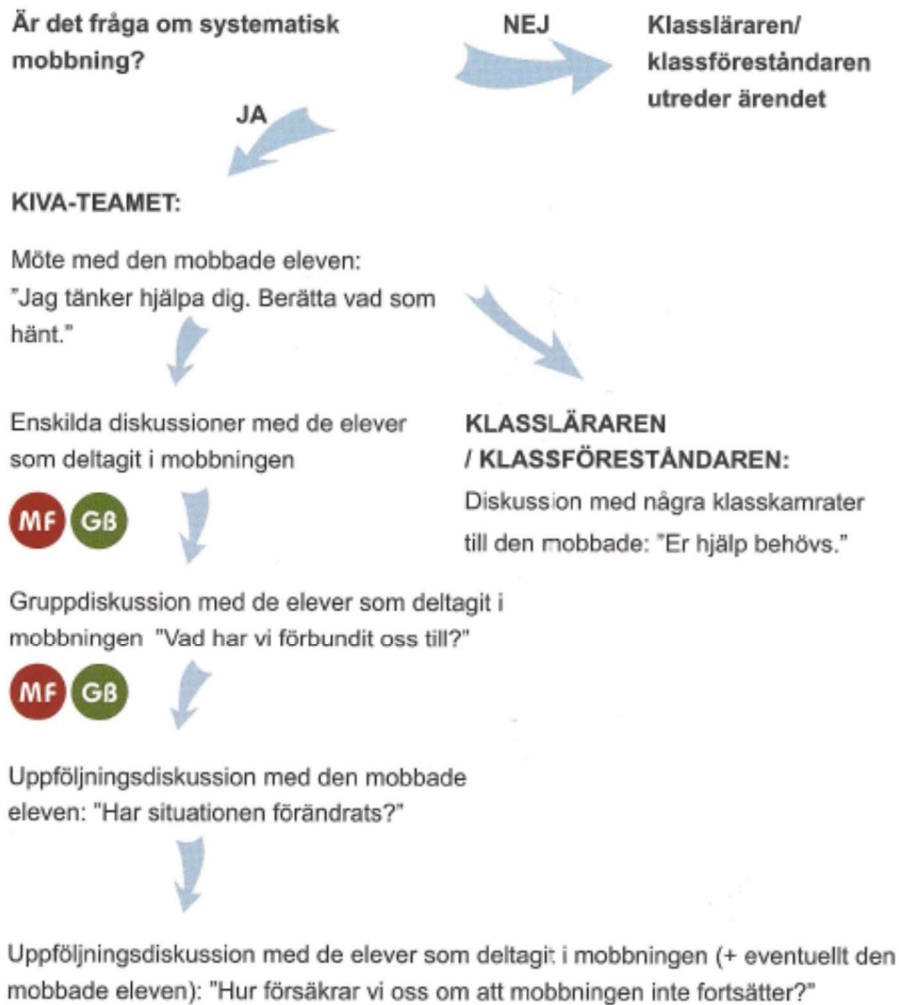 Är det fråga om systematisk
mobbning?
NEJ
Klassläraren/
klassföreståndaren
utreder ärendet
JA
KIVA-TEAMET:
Möte med den mobbade eleven:
"Jag tänker hjälpa dig. Berätta vad som
hänt."
Enskilda diskussioner med de elever
som deltagit i mobbningen
MF GB
KLASSLÄRAREN
/ KLASSFÖRESTÅNDAREN:
Diskussion med några klasskamrater
till den mobbade: "Er hjälp behövs."
Gruppdiskussion med de elever som deltagit i
mobbningen "Vad har vi förbundit oss till?"
MF GB
Uppföljningsdiskussion med den mobbade
eleven: "Har situationen förändrats?"
Uppföljningsdiskussion med de elever som deltagit i mobbningen (+ eventuellt den
mobbade eleven): "Hur försäkrar vi oss om att mobbningen inte fortsätter?"